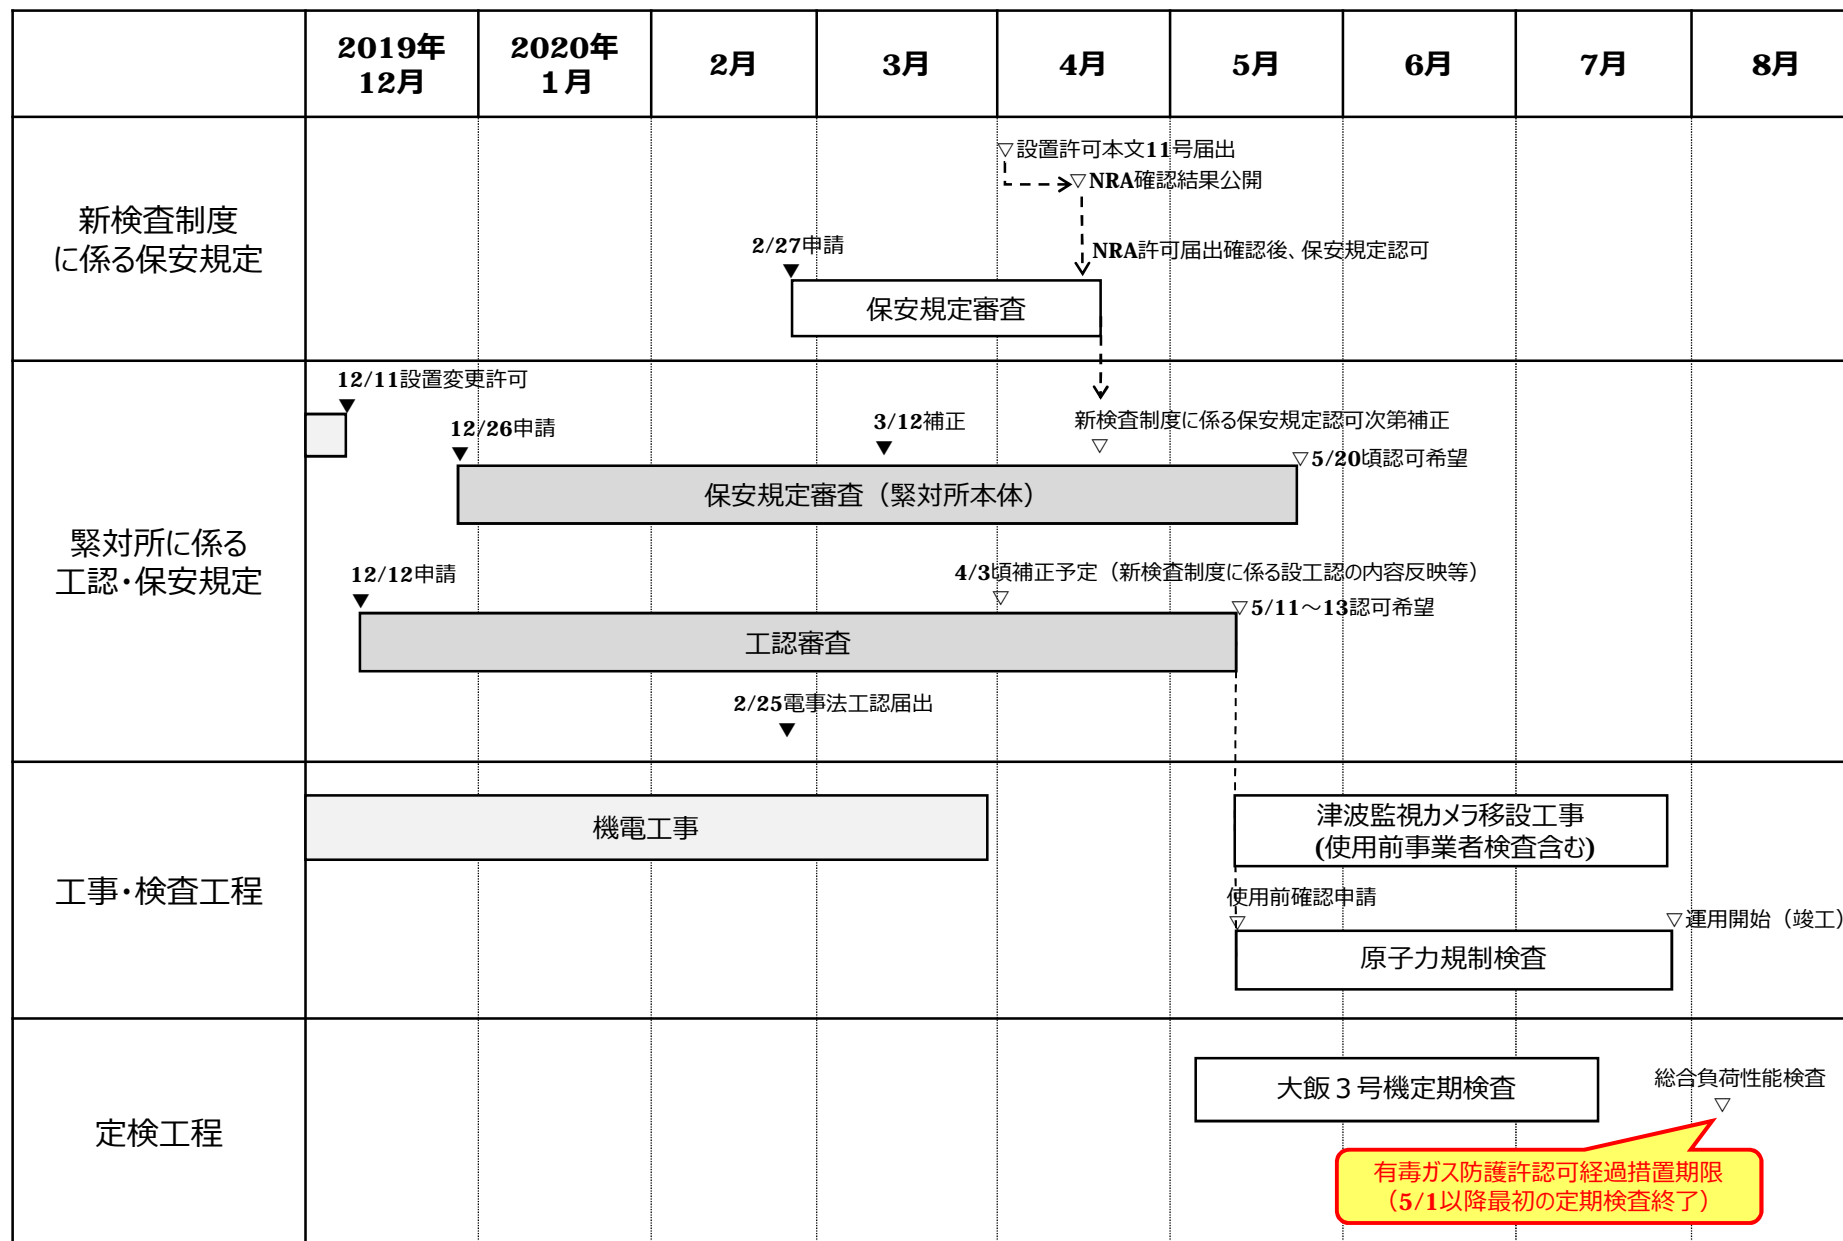 2019年
12月
2020年
１月
2月
3月
4月
5月
6月
7月
8月
新検査制度
に係る保安規定
▽設置許可本文11号届出
▽NRA確認結果公開
NRA許可届出確認後、保安規定認可
2/27申請
▼
保安規定審査
緊対所に係る
工認・保安規定
12/11設置変更許可
▼
12/26申請
▼
3/12補正
▼
新検査制度に係る保安規定認可次第補正
▽
▽5/20頃認可希望
保安規定審査（緊対所本体）
12/12申請
▼
4/3頃補正予定（新検査制度に係る設工認の内容反映等）
▽
▽5/11～13認可希望
工認審査
2/25電事法工認届出
▼
工事・検査工程
機電工事
津波監視カメラ移設工事
(使用前事業者検査含む)
使用前確認申請
▽
▽運用開始（竣工）
原子力規制検査
定検工程
大飯３号機定期検査
総合負荷性能検査
▽
有毒ガス防護許認可経過措置期限
（5/1以降最初の定期検査終了）